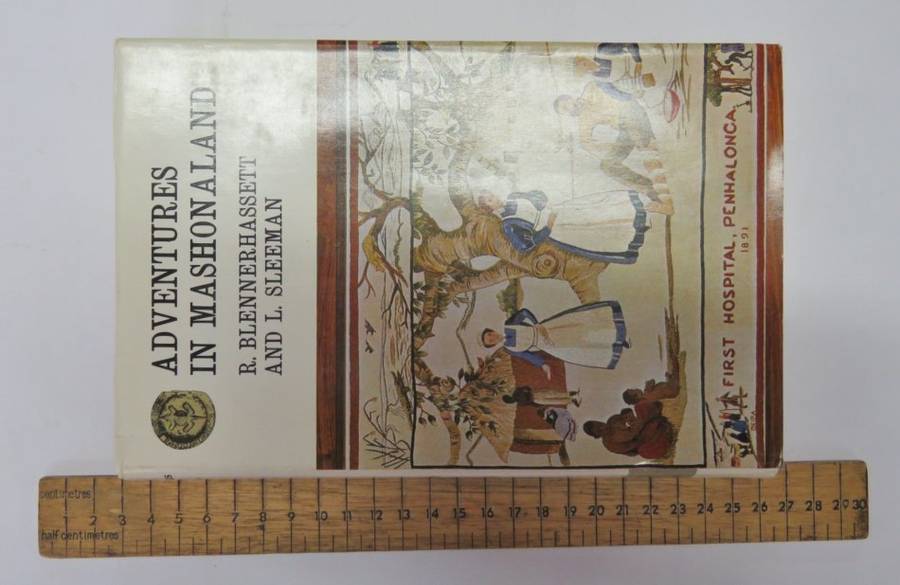 ADVENTURES
IN MASHONALAND
R. BLENNERHASSETT
AND L. SLEEMAN
FIRST HOSPITAL, PENHALONGA,
1891
centimetres
2 3 4 5 6 7 8 9 10 11 12 13 14 15 16 17 18 19 20 21 22 23 24 25 26 27 28 29 30
half centimetres